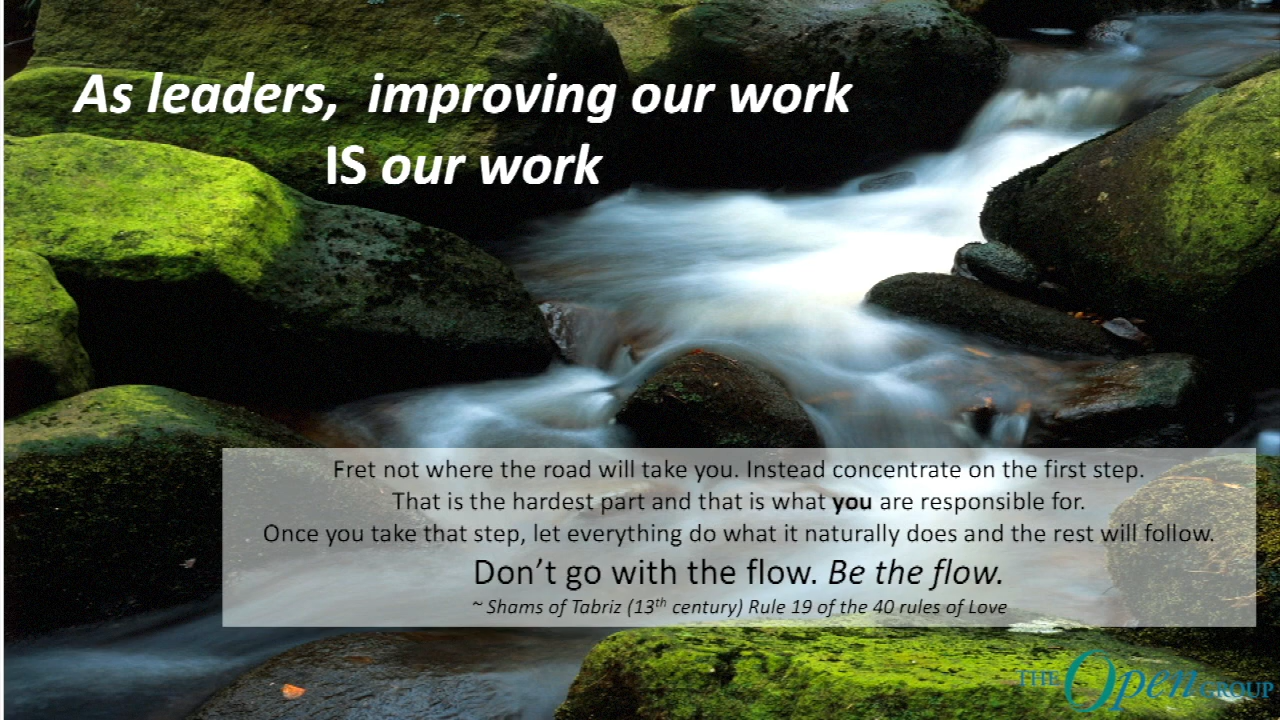 As leaders, improving our work
IS our work
Fret not where the road will take you. Instead concentrate on the first step.
That is the hardest part and that is what you are responsible for.
Once you take that step, let everything do what it naturally does and the rest will follow.
Don’t go with the flow. Be the flow.
~ Shams of Tabriz (13th century) Rule 19 of the 40 rules of Love
THE Open GROUP